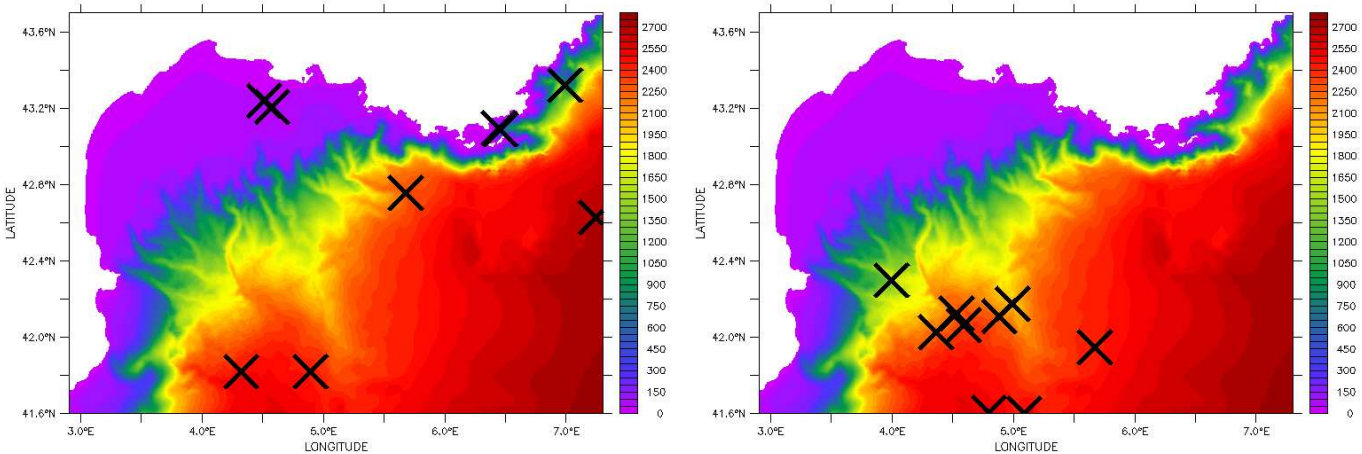 43.6°N
43.2°N
42.8°N
42.4°N
42.0°N
41.6°N
LATITUDE
3.0°E 4.0°E 5.0°E 6.0°E 7.0°E
LONGITUDE
2700
2550
2400
2250
2100
1950
1800
1650
1500
1350
1200
1050
900
750
600
450
300
150
0
43.6°N
43.2°N
42.8°N
42.4°N
42.0°N
41.6°N
LATITUDE
3.0°E 4.0°E 5.0°E 6.0°E 7.0°E
LONGITUDE
2700
2550
2400
2250
2100
1950
1800
1650
1500
1350
1200
1050
900
750
600
450
300
150
0